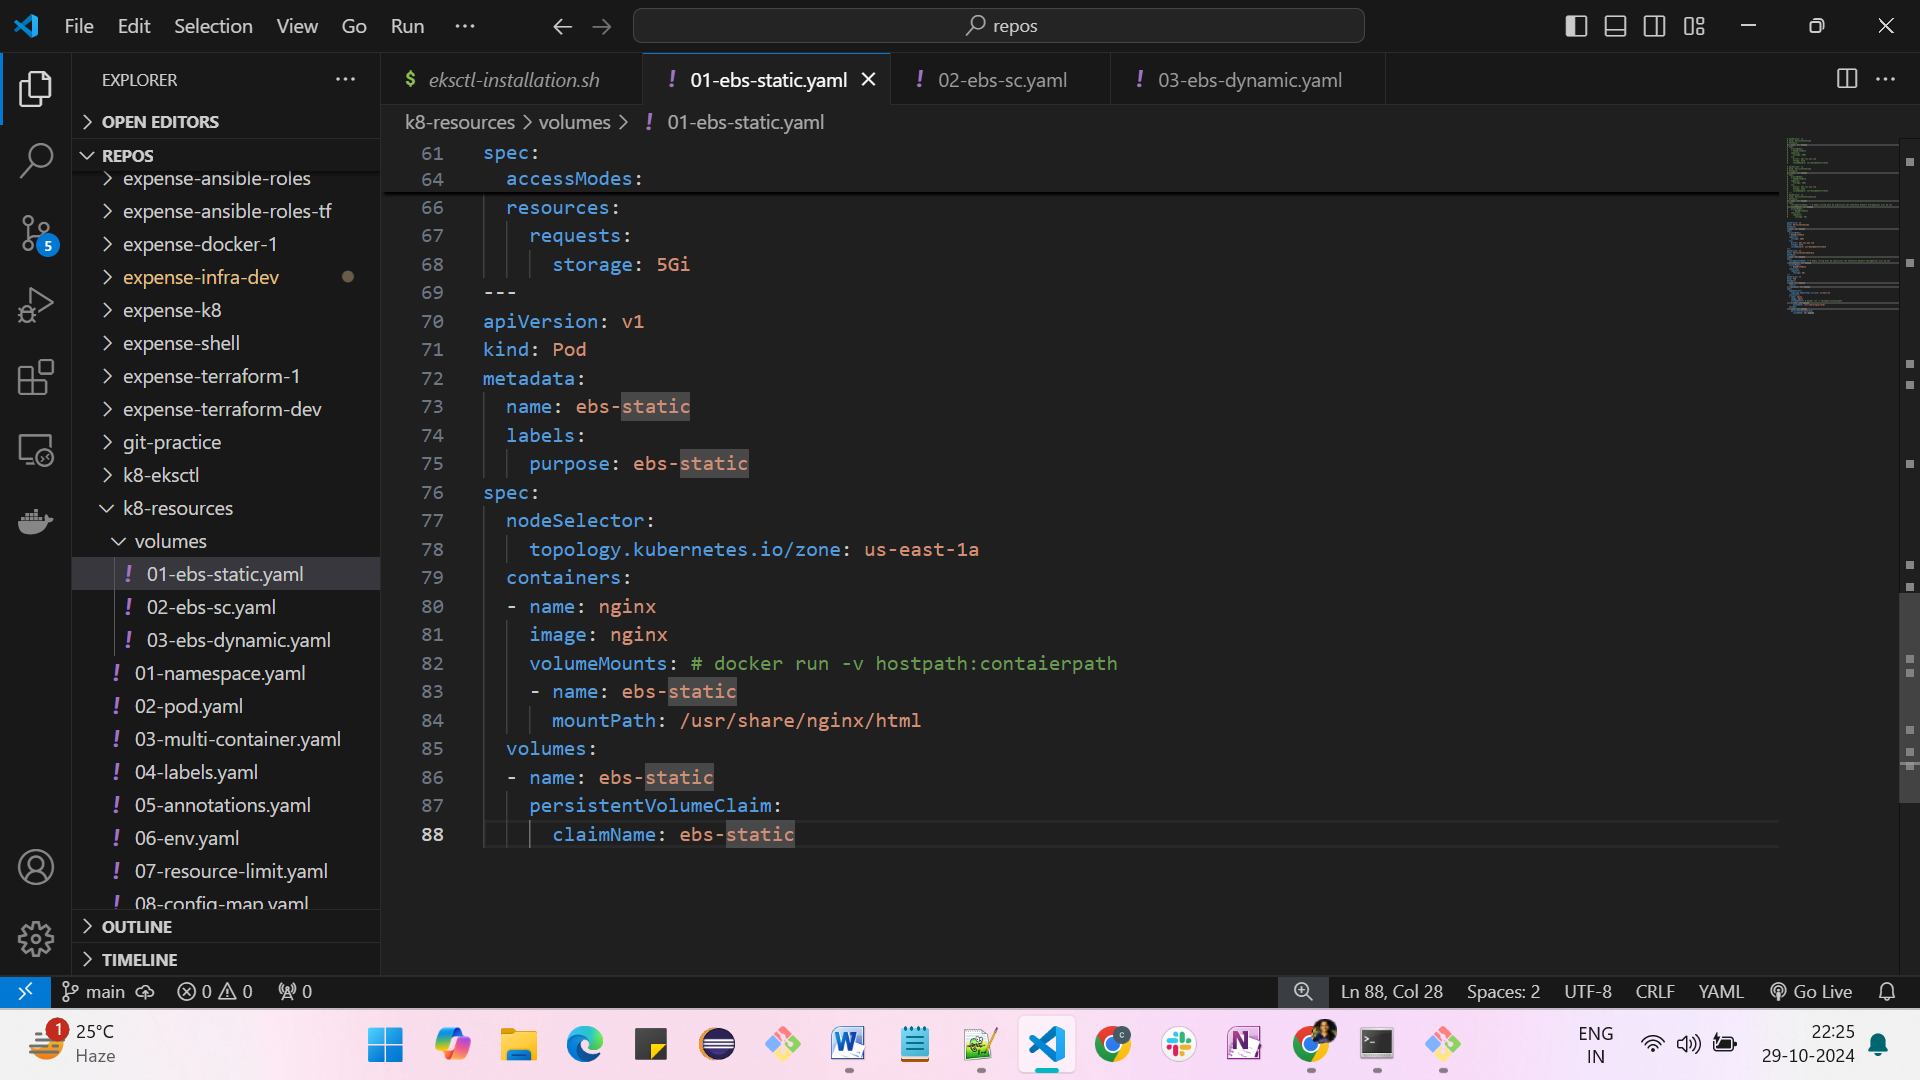 File Edit Selection View Go Run ···
repos
EXPLORER ···
OPEN EDITORS
REPOS
expense-ansible-roles
expense-ansible-roles-tf
expense-docker-1
expense-infra-dev
expense-k8
expense-shell
expense-terraform-1
expense-terraform-dev
git-practice
k8-eksctl
k8-resources
volumes
! 01-ebs-static.yaml
! 02-ebs-sc.yaml
! 03-ebs-dynamic.yaml
! 01-namespace.yaml
! 02-pod.yaml
! 03-multi-container.yaml
! 04-labels.yaml
! 05-annotations.yaml
! 06-env.yaml
! 07-resource-limit.yaml
! 08-config-map.yaml
OUTLINE
TIMELINE
5
$ eksctl-installation.sh ! 01-ebs-static.yaml ! 02-ebs-sc.yaml ! 03-ebs-dynamic.yaml ···
k8-resources > volumes > ! 01-ebs-static.yaml
61 spec:
64 accessModes:
66 resources:
67 requests:
68 storage: 5Gi
69 ---
70 apiVersion: v1
71 kind: Pod
72 metadata:
73 name: ebs-static
74 labels:
75 purpose: ebs-static
76 spec:
77 nodeSelector:
78 topology.kubernetes.io/zone: us-east-1a
79 containers:
80 - name: nginx
81 image: nginx
82 volumeMounts: # docker run -v hostpath:contaierpath
83 - name: ebs-static
84 mountPath: /usr/share/nginx/html
85 volumes:
86 - name: ebs-static
87 persistentVolumeClaim:
88 claimName: ebs-static
main 0 0 0 Ln 88, Col 28 Spaces: 2 UTF-8 CRLF YAML Go Live
1 25°C
Haze
ENG
IN
22:25
29-10-2024